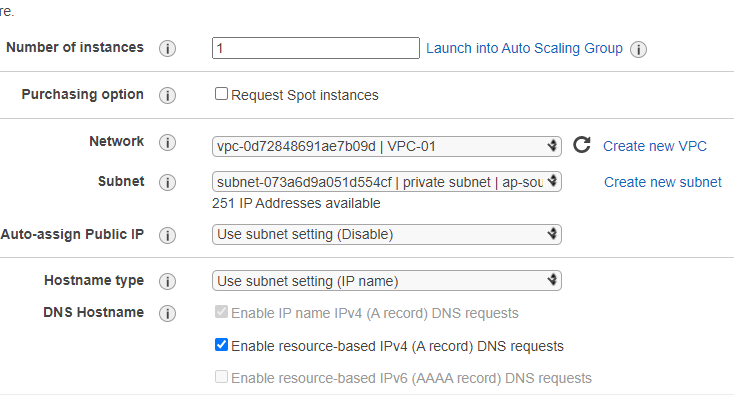 re.
Number of instances i 1 Launch into Auto Scaling Group i
Purchasing option i Request Spot instances
Network i vpc-0d72848691ae7b09d | VPC-01 Create new VPC
Subnet i subnet-073a6d9a051d554cf | private subnet | ap-sou Create new subnet
251 IP Addresses available
Auto-assign Public IP i Use subnet setting (Disable)
Hostname type i Use subnet setting (IP name)
DNS Hostname i Enable IP name IPv4 (A record) DNS requests
Enable resource-based IPv4 (A record) DNS requests
Enable resource-based IPv6 (AAAA record) DNS requests